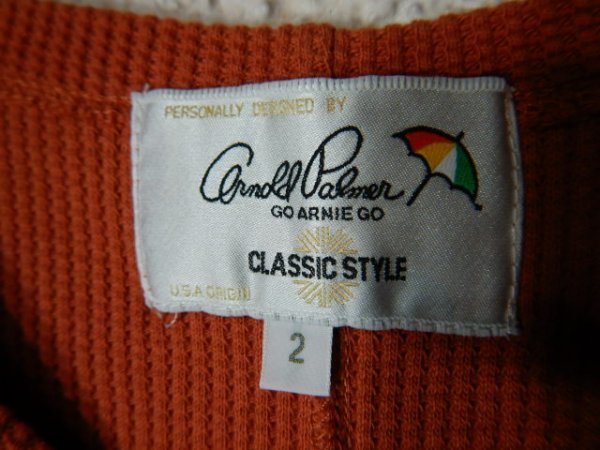 PERSONALLY DESIGNED BY
Arnold Palmer
GO ARNIE GO
CLASSIC STYLE
U.S.A ORIGIN
2